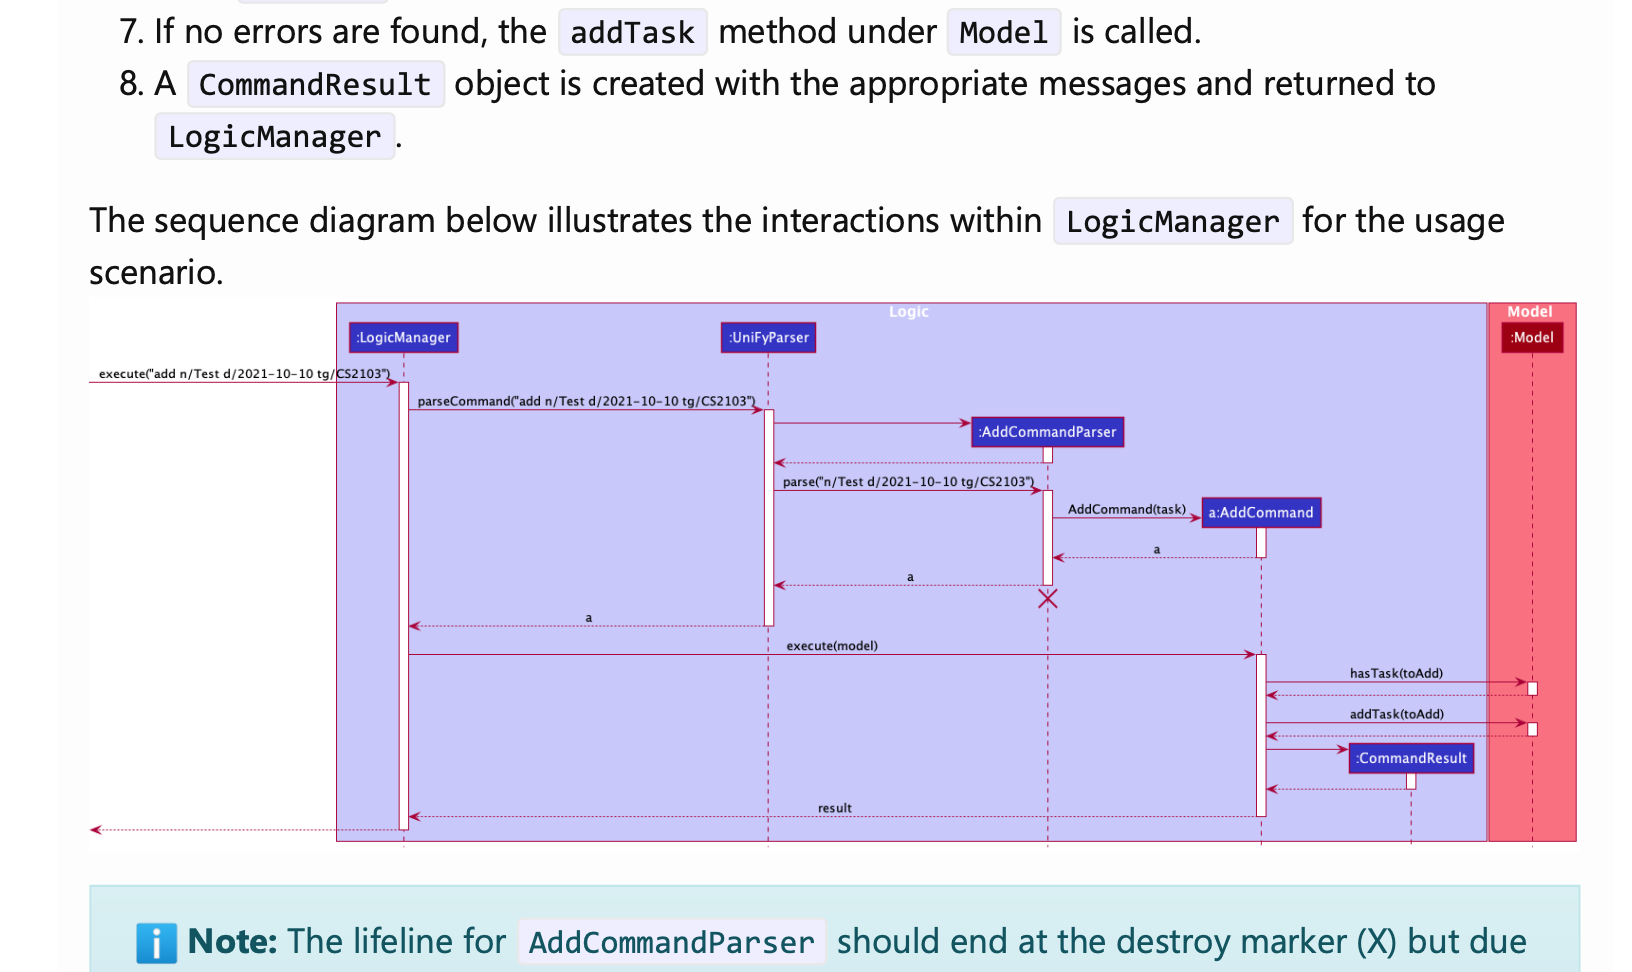 7. If no errors are found, the addTask method under Model is called.
8. A CommandResult object is created with the appropriate messages and returned to
LogicManager.
The sequence diagram below illustrates the interactions within LogicManager for the usage
scenario.
Logic
Model
:LogicManager
:UniFyParser
:Model
execute("add n/Test d/2021-10-10 tg/CS2103")
parseCommand("add n/Test d/2021-10-10 tg/CS2103")
:AddCommandParser
parse("n/Test d/2021-10-10 tg/CS2103")
AddCommand(task)
a:AddCommand
a
a
a
execute(model)
hasTask(toAdd)
addTask(toAdd)
:CommandResult
result
i Note: The lifeline for AddCommandParser should end at the destroy marker (X) but due